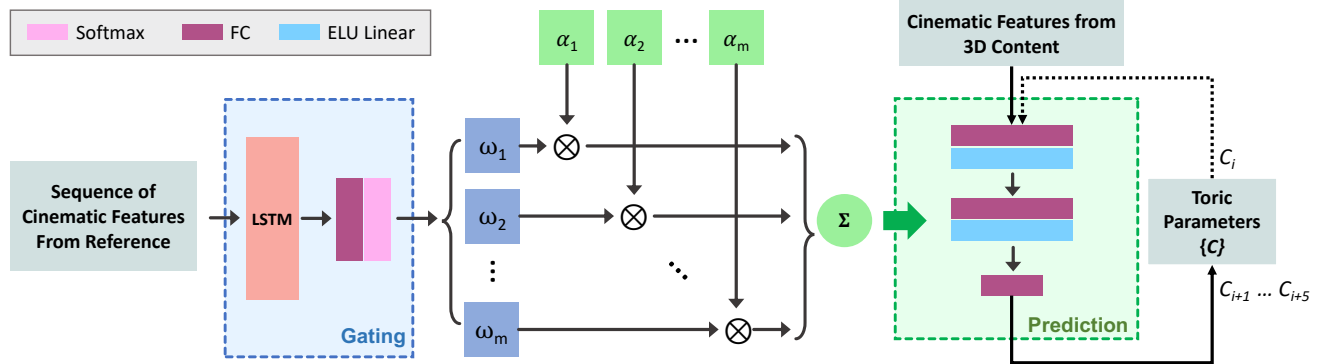 Softmax
FC
ELU Linear
α1
α2
...
αm
Cinematic Features from
3D Content
Sequence of
Cinematic Features
From Reference
LSTM
Gating
ω1
ω2
⋮
ωm
⋱
Σ
Prediction
Ci
Toric
Parameters
{C}
Ci+1 ... Ci+5